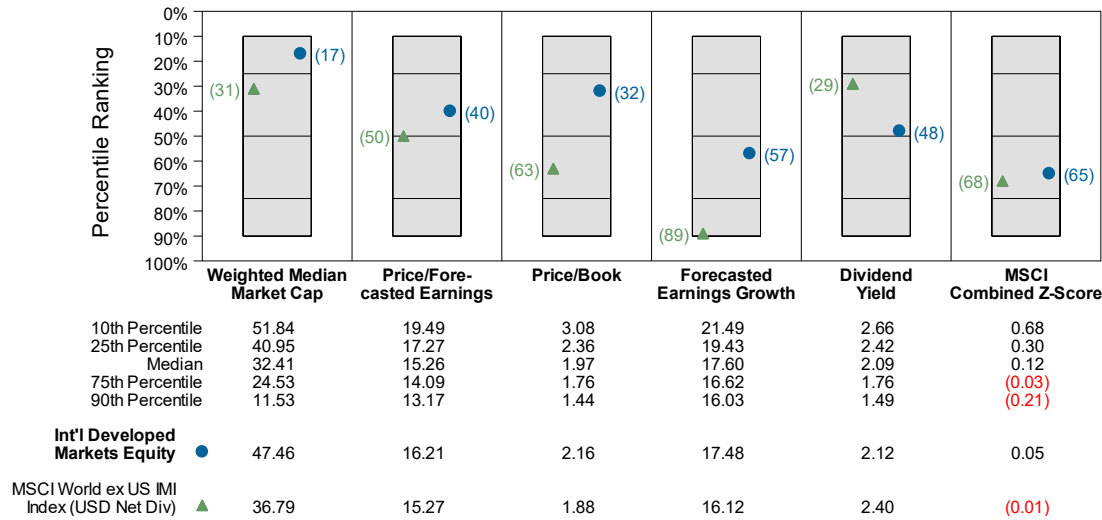 Percentile Ranking
0%
10%
20%
30%
40%
50%
60%
70%
80%
90%
100%
(31) (17)
(50) (40)
(63) (32)
(89) (57)
(29) (48)
(68) (65)
Weighted Median
Market Cap
Price/Fore-
casted Earnings
Price/Book
Forecasted
Earnings Growth
Dividend
Yield
MSCI
Combined Z-Score
10th Percentile 51.84 19.49 3.08 21.49 2.66 0.68
25th Percentile 40.95 17.27 2.36 19.43 2.42 0.30
Median 32.41 15.26 1.97 17.60 2.09 0.12
75th Percentile 24.53 14.09 1.76 16.62 1.76 (0.03)
90th Percentile 11.53 13.17 1.44 16.03 1.49 (0.21)
Int'l Developed
Markets Equity 47.46 16.21 2.16 17.48 2.12 0.05
MSCI World ex US IMI
Index (USD Net Div) 36.79 15.27 1.88 16.12 2.40 (0.01)